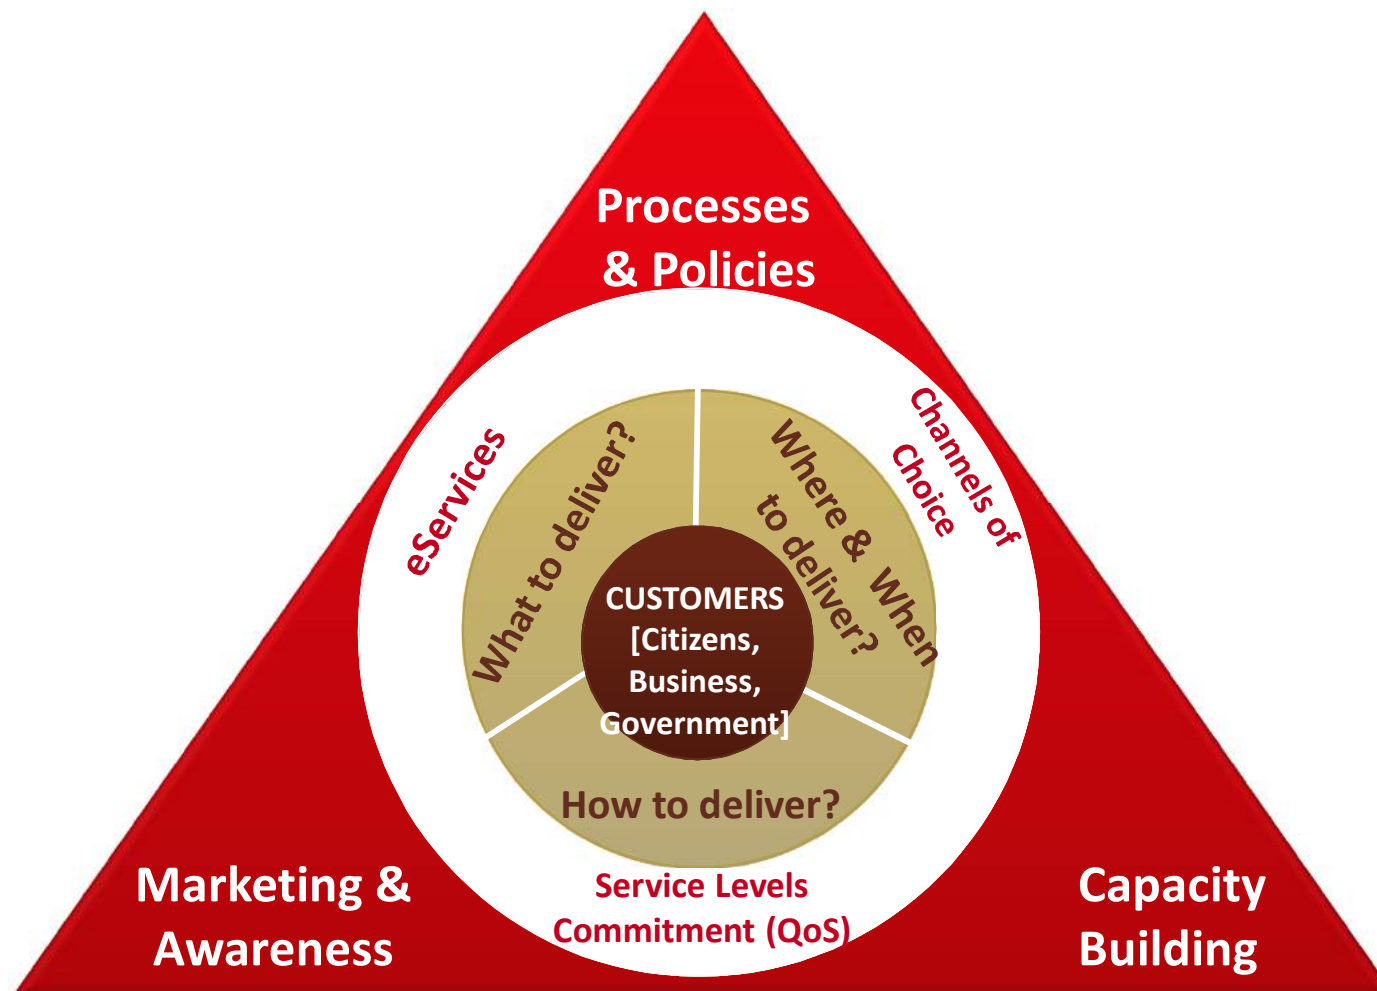 Processes
& Policies
eServices
What to deliver?
Where & When
to deliver?
Channels of
Choice
CUSTOMERS
[Citizens,
Business,
Government]
How to deliver?
Service Levels
Commitment (QoS)
Marketing &
Awareness
Capacity
Building